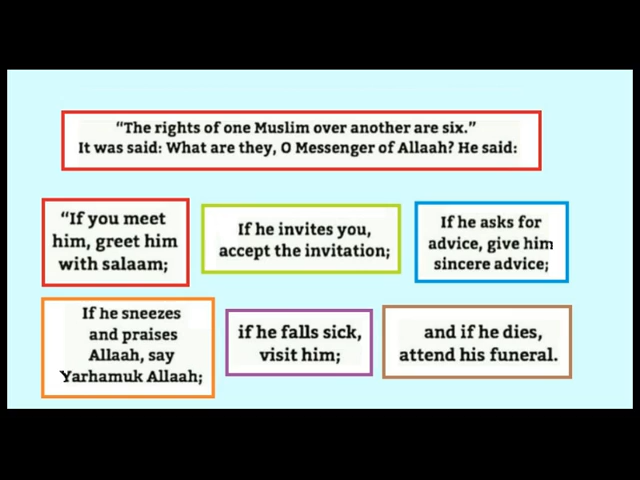 “The rights of one Muslim over another are six.”
It was said: What are they, O Messenger of Allaah? He said:
“If you meet
him, greet him
with salaam;
If he invites you,
accept the invitation;
If he asks for
advice, give him
sincere advice;
If he sneezes
and praises
Allaah, say
Yarhamuk Allaah;
if he falls sick,
visit him;
and if he dies,
attend his funeral.